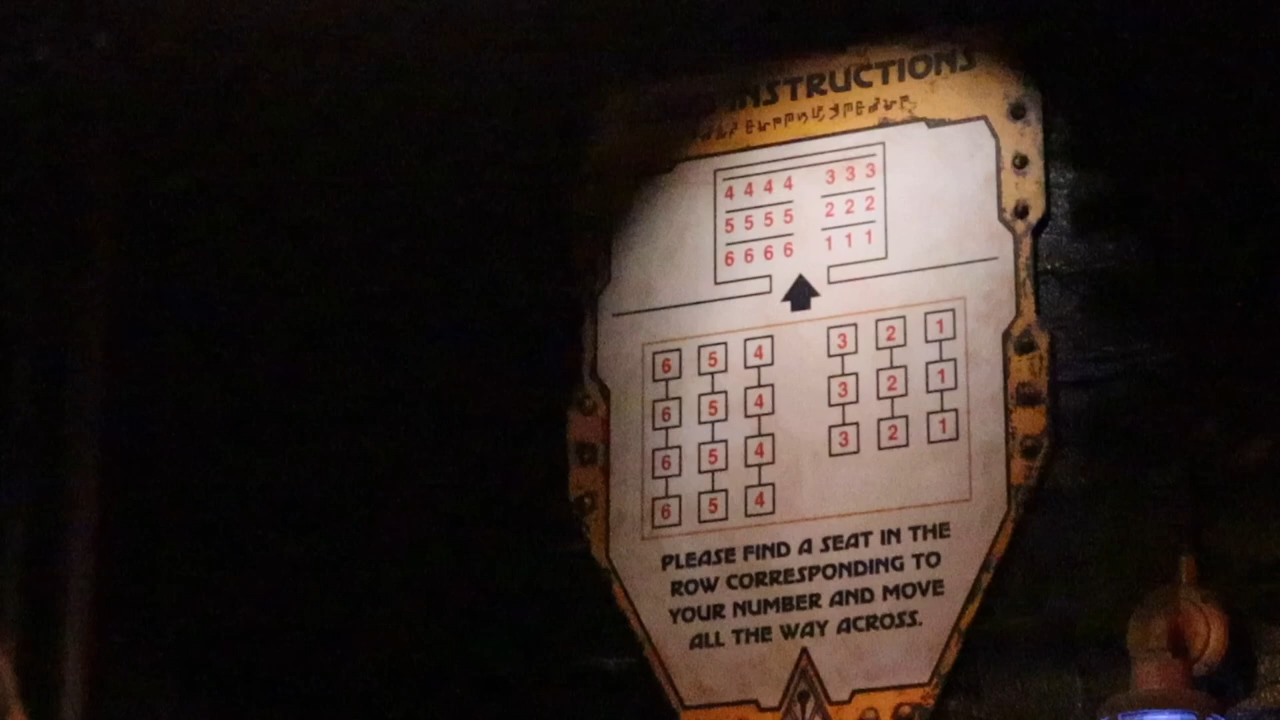 INSTRUCTIONS
4 4 4 4 3 3 3
5 5 5 5 2 2 2
6 6 6 6 1 1 1
6 5 4 3 2 1
6 5 4 3 2 1
6 5 4 3 2 1
6 5 4
PLEASE FIND A SEAT IN THE
ROW CORRESPONDING TO
YOUR NUMBER AND MOVE
ALL THE WAY ACROSS.